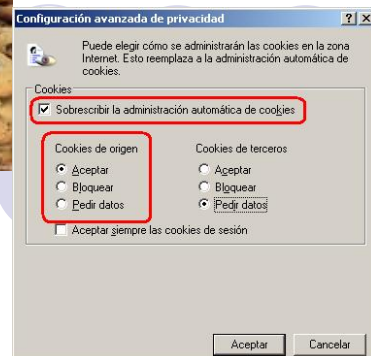 Configuración avanzada de privacidad
Puede elegir cómo se administrarán las cookies en la zona
Internet. Esto reemplaza a la administración automática de
cookies.
Cookies
Sobrescribir la administración automática de cookies
Cookies de origen Cookies de terceros
Aceptar Aceptar
Bloquear Bloquear
Pedir datos Pedir datos
Aceptar siempre las cookies de sesión
Aceptar Cancelar